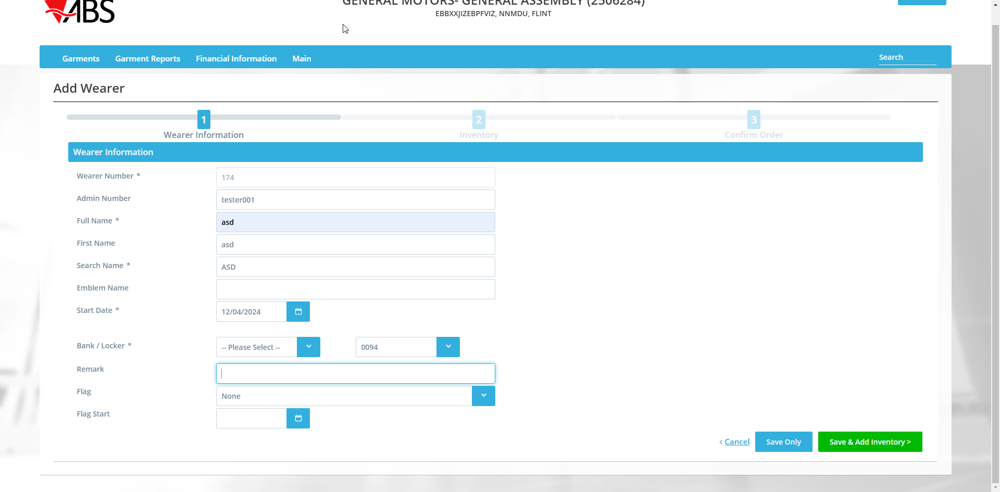 ABS
GENERAL MOTORS- GENERAL ASSEMBLY (2506284)
EBBXXJIZEBPFVIZ, NNMDU, FLINT
Garments Garment Reports Financial Information Main Search
Add Wearer
1 2 3
Wearer Information Inventory Confirm Order
Wearer Information
Wearer Number * 174
Admin Number tester001
Full Name * asd
First Name asd
Search Name * ASD
Emblem Name
Start Date * 12/04/2024
Bank / Locker * -- Please Select -- 0094
Remark
Flag None
Flag Start
< Cancel Save Only Save & Add Inventory >